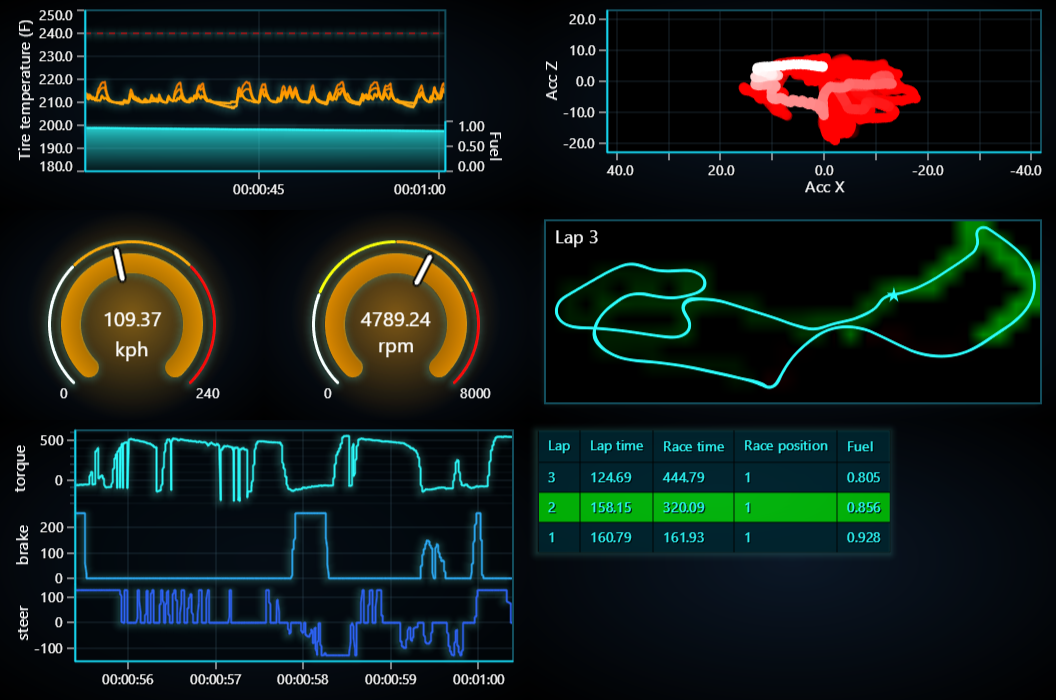 Tire temperature (F)
250.0
240.0
230.0
220.0
210.0
200.0
190.0
180.0
1.00
0.50
0.00
Fuel
00:00:45
00:01:00
Acc Z
20.0
10.0
0.0
-10.0
-20.0
40.0
20.0
0.0
-20.0
-40.0
Acc X
109.37
kph
0
240
4789.24
rpm
0
8000
Lap 3
torque
500
0
brake
200
0
steer
100
0
-100
00:00:56
00:00:57
00:00:58
00:00:59
00:01:00
Lap Lap time Race time Race position Fuel
3 124.69 444.79 1 0.805
2 158.15 320.09 1 0.856
1 160.79 161.93 1 0.928